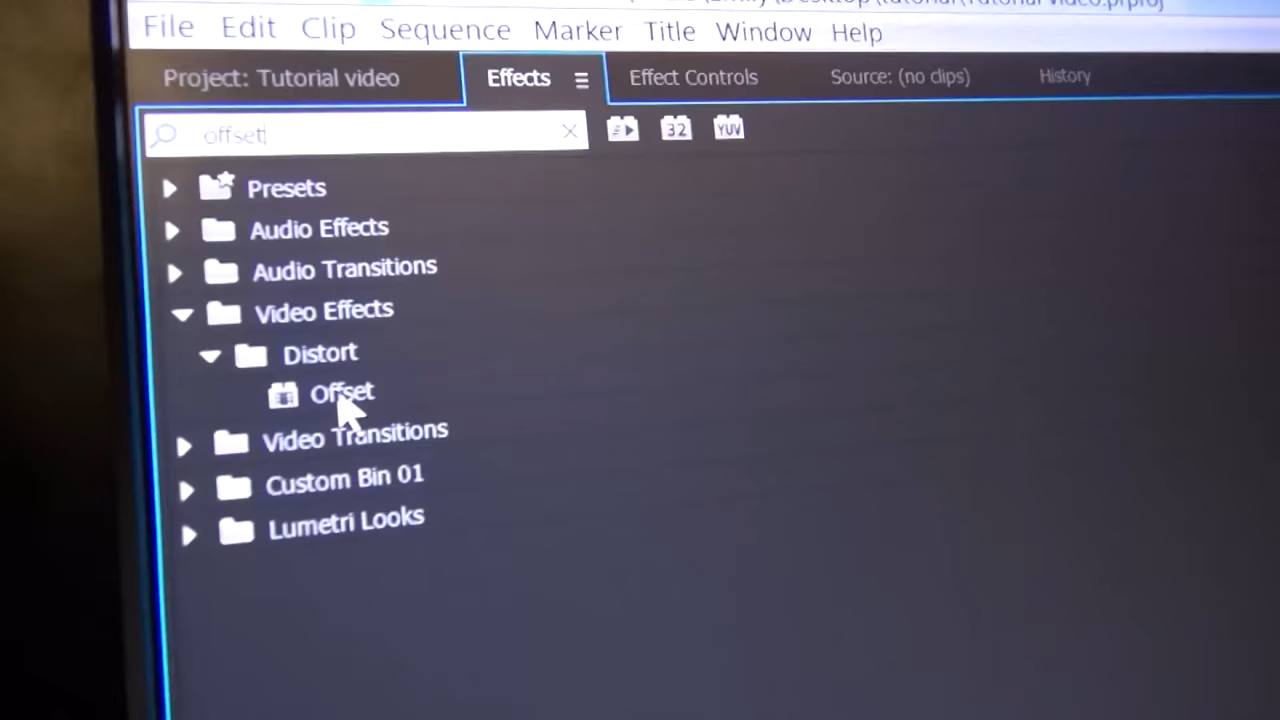 File Edit Clip Sequence Marker Title Window Help
Project: Tutorial video Effects Effect Controls Source: (no clips) History
offset
32 YUV
Presets
Audio Effects
Audio Transitions
Video Effects
Distort
Offset
Video Transitions
Custom Bin 01
Lumetri Looks